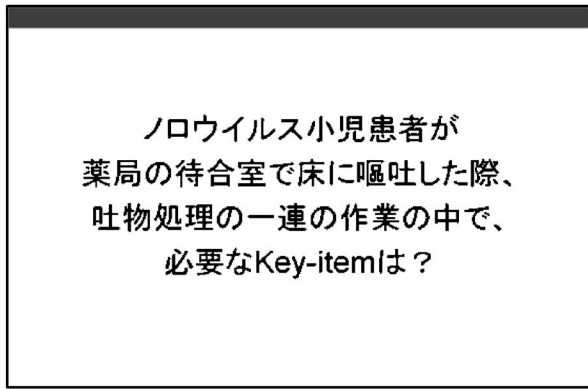 ノロウイルス小児患者が
薬局の待合室で床に嘔吐した際、
吐物処理の一連の作業の中で、
必要なKey-itemは？